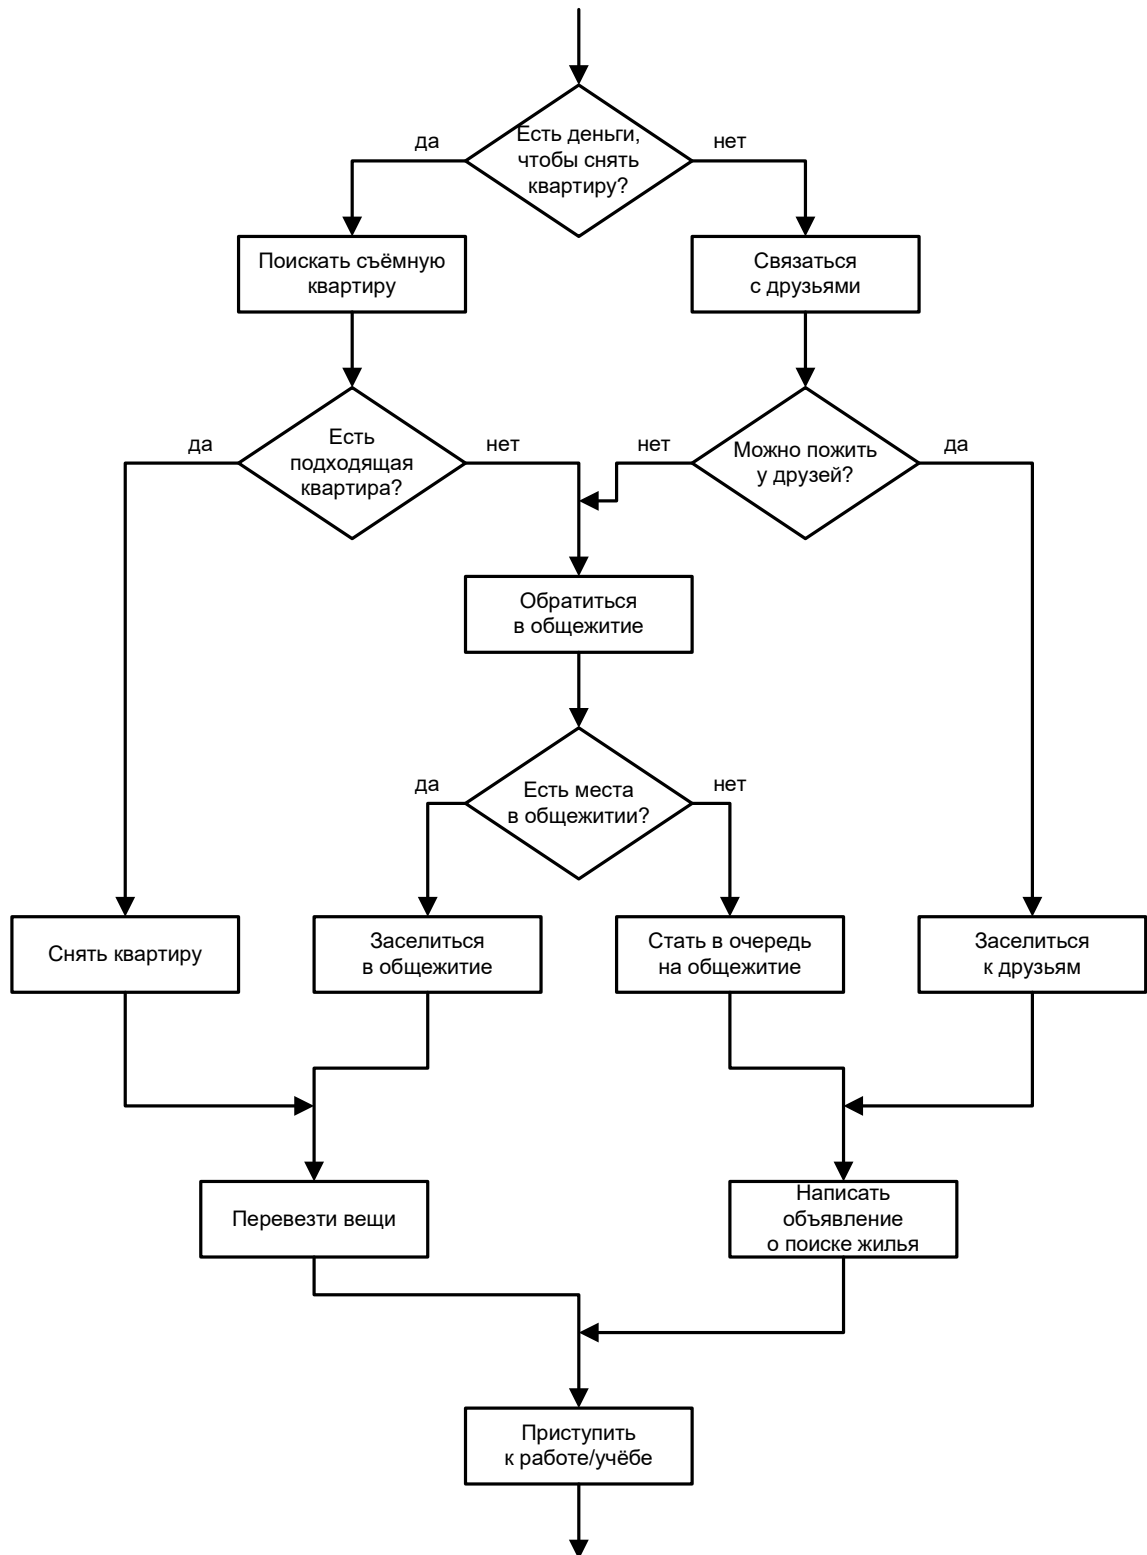 да
Есть деньги,
чтобы снять
квартиру?
нет
Поискать съёмную
квартиру
Связаться
с друзьями
да
Есть
подходящая
квартира?
нет
нет
Можно пожить
у друзей?
да
Обратиться
в общежитие
да
Есть места
в общежитии?
нет
Снять квартиру
Заселиться
в общежитие
Стать в очередь
на общежитие
Заселиться
к друзьям
Перевезти вещи
Написать
объявление
о поиске жилья
Приступить
к работе/учёбе